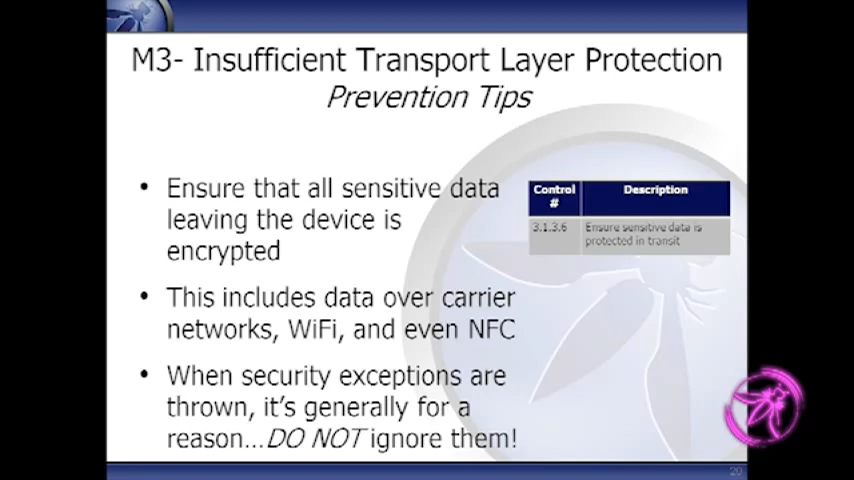 M3- Insufficient Transport Layer Protection
Prevention Tips
• Ensure that all sensitive data
leaving the device is
encrypted
• This includes data over carrier
networks, WiFi, and even NFC
• When security exceptions are
thrown, it's generally for a
reason...DO NOT ignore them!
Control
#
Description
3.1.3.6
Ensure sensitive data is
protected in transit
20